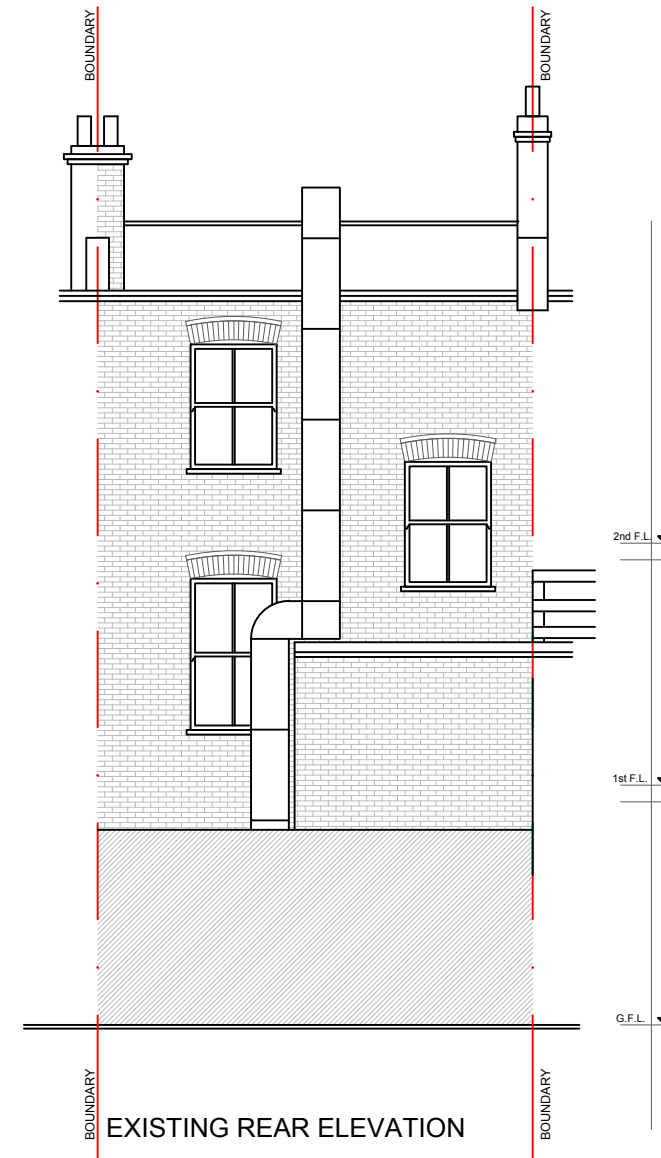 BOUNDARY
BOUNDARY
2nd F.L.
1st F.L.
G.F.L.
BOUNDARY
EXISTING REAR ELEVATION
BOUNDARY